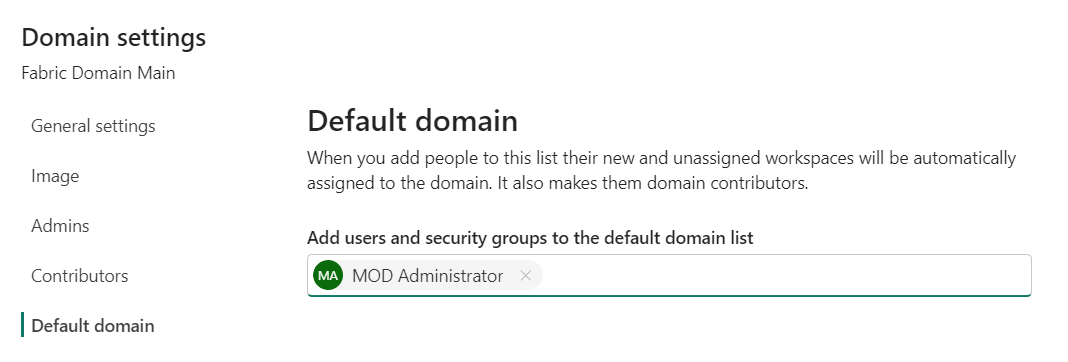 Domain settings
Fabric Domain Main
General settings
Image
Admins
Contributors
Default domain
Default domain
When you add people to this list their new and unassigned workspaces will be automatically
assigned to the domain. It also makes them domain contributors.
Add users and security groups to the default domain list
MA MOD Administrator